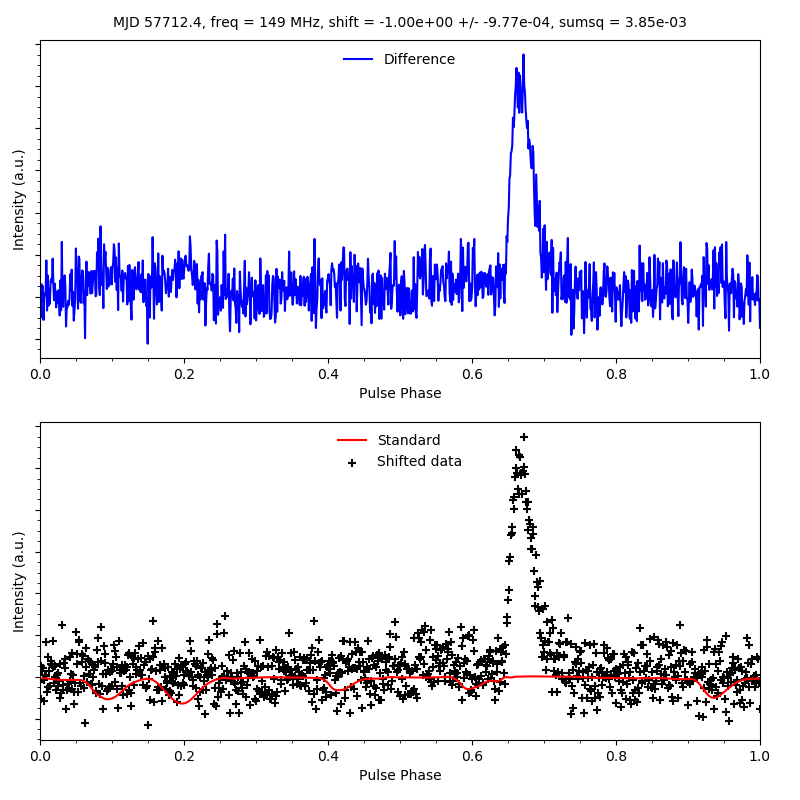 MJD 57712.4, freq = 149 MHz, shift = -1.00e+00 +/- -9.77e-04, sumsq = 3.85e-03
Difference
Intensity (a.u.)
0.0 0.2 0.4 0.6 0.8 1.0
Pulse Phase
Standard
Shifted data
Intensity (a.u.)
0.0 0.2 0.4 0.6 0.8 1.0
Pulse Phase